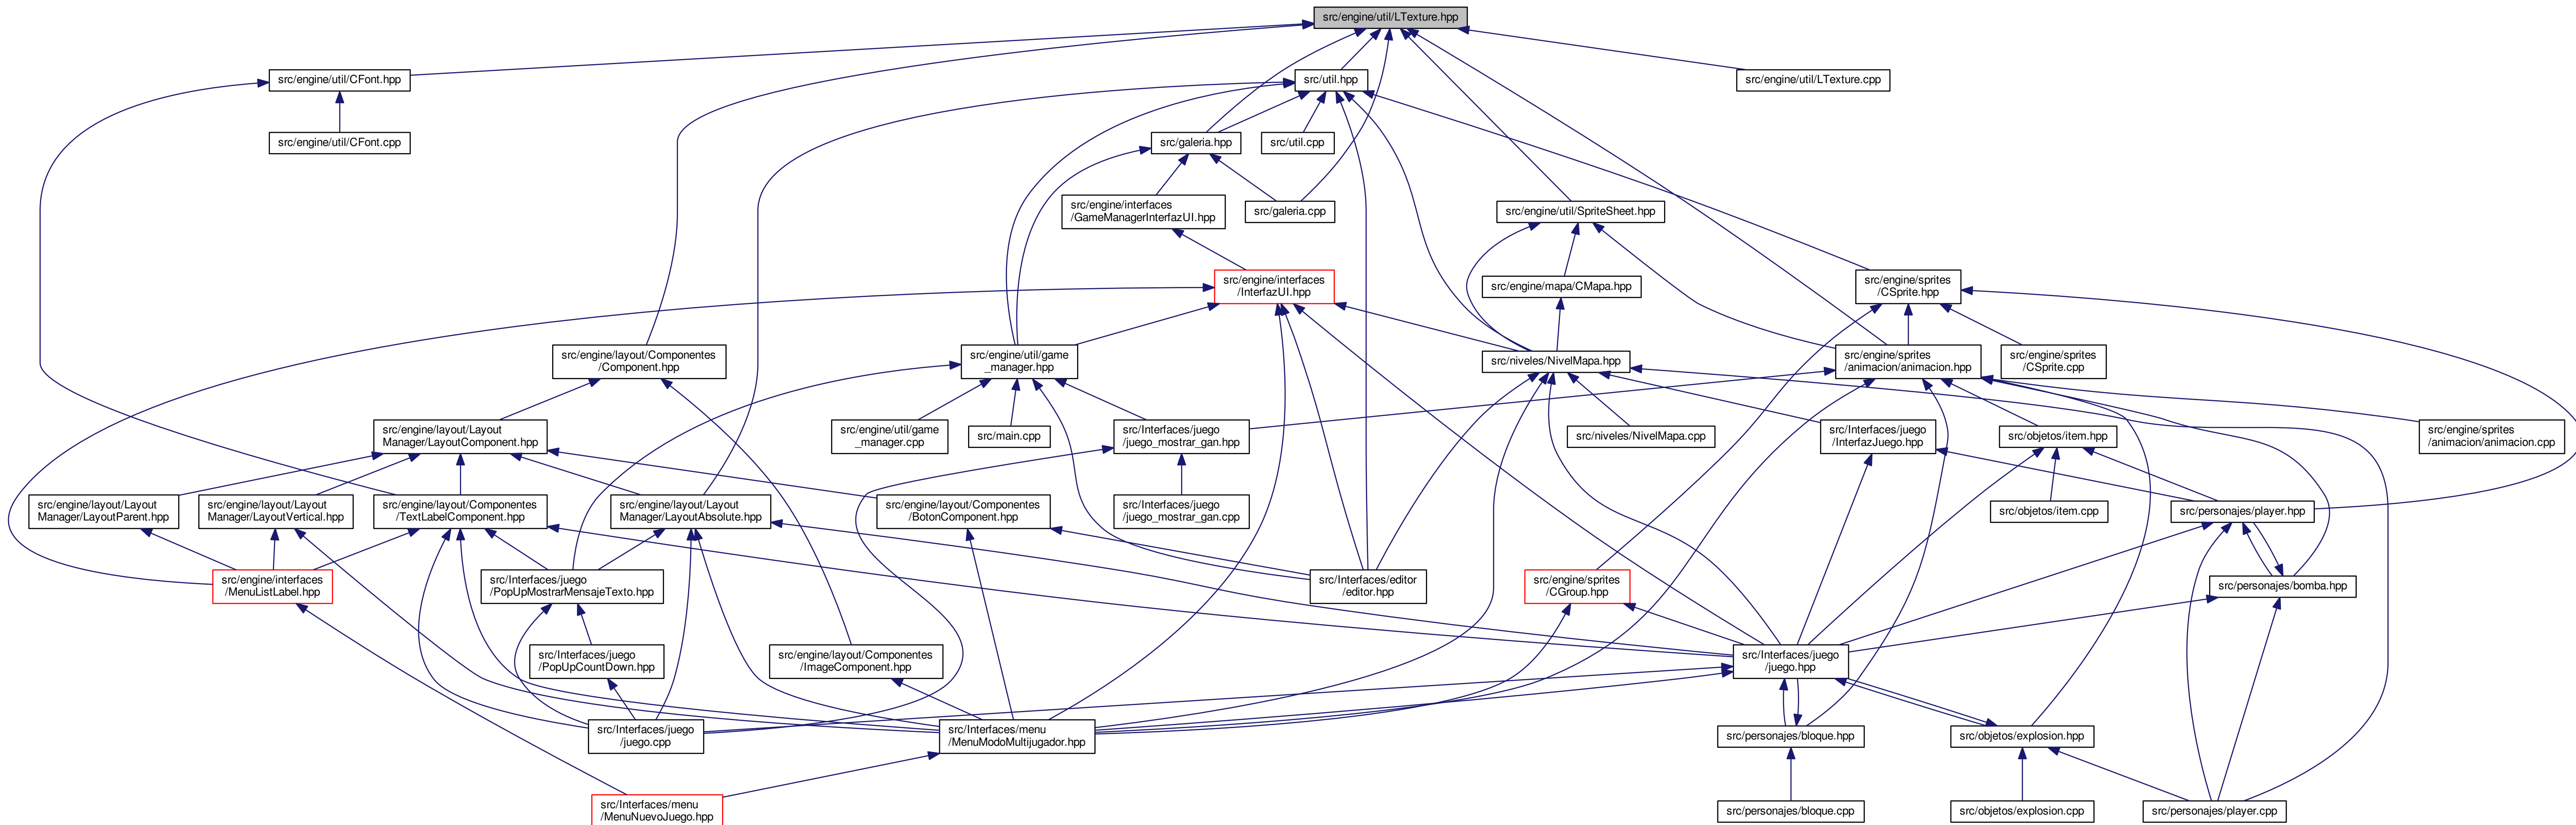 src/engine/util/LTexture.hpp
src/engine/util/CFont.hpp
src/util.hpp
src/engine/util/LTexture.cpp
src/engine/util/CFont.cpp
src/galeria.hpp
src/util.cpp
src/engine/interfaces
/GameManagerInterfazUI.hpp
src/galeria.cpp
src/engine/util/SpriteSheet.hpp
src/engine/interfaces
/InterfazUI.hpp
src/engine/mapa/CMapa.hpp
src/engine/sprites
/CSprite.hpp
src/engine/layout/Componentes
/Component.hpp
src/engine/util/game
_manager.hpp
src/niveles/NivelMapa.hpp
src/engine/sprites
/animacion/animacion.hpp
src/engine/sprites
/CSprite.cpp
src/engine/layout/Layout
Manager/LayoutComponent.hpp
src/engine/util/game
_manager.cpp
src/main.cpp
src/Interfaces/juego
/juego_mostrar_gan.hpp
src/niveles/NivelMapa.cpp
src/Interfaces/juego
/InterfazJuego.hpp
src/objetos/item.hpp
src/engine/sprites
/animacion/animacion.cpp
src/engine/layout/Layout
Manager/LayoutParent.hpp
src/engine/layout/Layout
Manager/LayoutVertical.hpp
src/engine/layout/Componentes
/TextLabelComponent.hpp
src/engine/layout/Layout
Manager/LayoutAbsolute.hpp
src/engine/layout/Componentes
/BotonComponent.hpp
src/Interfaces/juego
/juego_mostrar_gan.cpp
src/objetos/item.cpp
src/personajes/player.hpp
src/engine/interfaces
/MenuListLabel.hpp
src/Interfaces/juego
/PopUpMostrarMensajeTexto.hpp
src/Interfaces/editor
/editor.hpp
src/engine/sprites
/CGroup.hpp
src/personajes/bomba.hpp
src/Interfaces/juego
/PopUpCountDown.hpp
src/engine/layout/Componentes
/ImageComponent.hpp
src/Interfaces/juego
/juego.hpp
src/Interfaces/juego
/juego.cpp
src/Interfaces/menu
/MenuModoMultijugador.hpp
src/personajes/bloque.hpp
src/objetos/explosion.hpp
src/Interfaces/menu
/MenuNuevoJuego.hpp
src/personajes/bloque.cpp
src/objetos/explosion.cpp
src/personajes/player.cpp